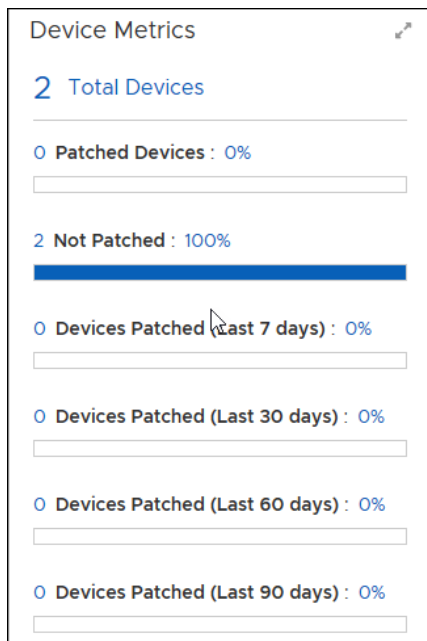 Device Metrics
2 Total Devices
0 Patched Devices : 0%
2 Not Patched : 100%
0 Devices Patched (Last 7 days) : 0%
0 Devices Patched (Last 30 days) : 0%
0 Devices Patched (Last 60 days) : 0%
0 Devices Patched (Last 90 days) : 0%